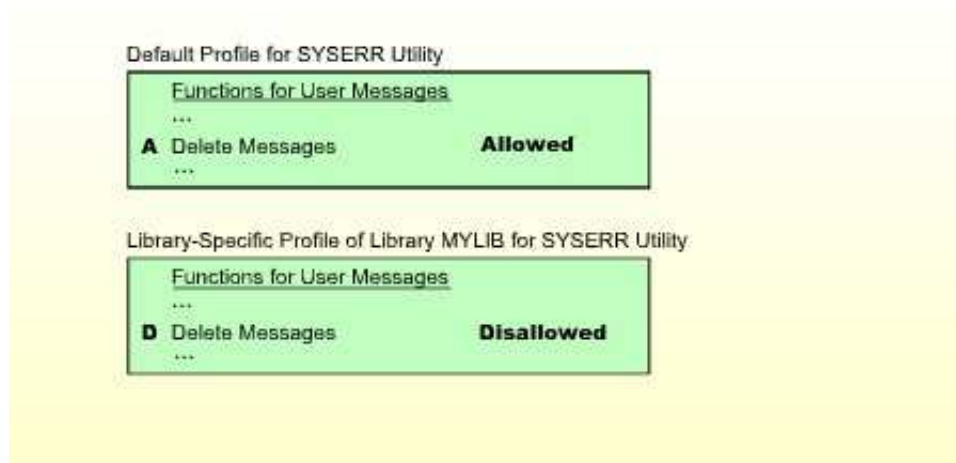 Default Profile for SYSERR Utility
Functions for User Messages
...
A Delete Messages Allowed
...
Library-Specific Profile of Library MYLIB for SYSERR Utility
Functions for User Messages
...
D Delete Messages Disallowed
...